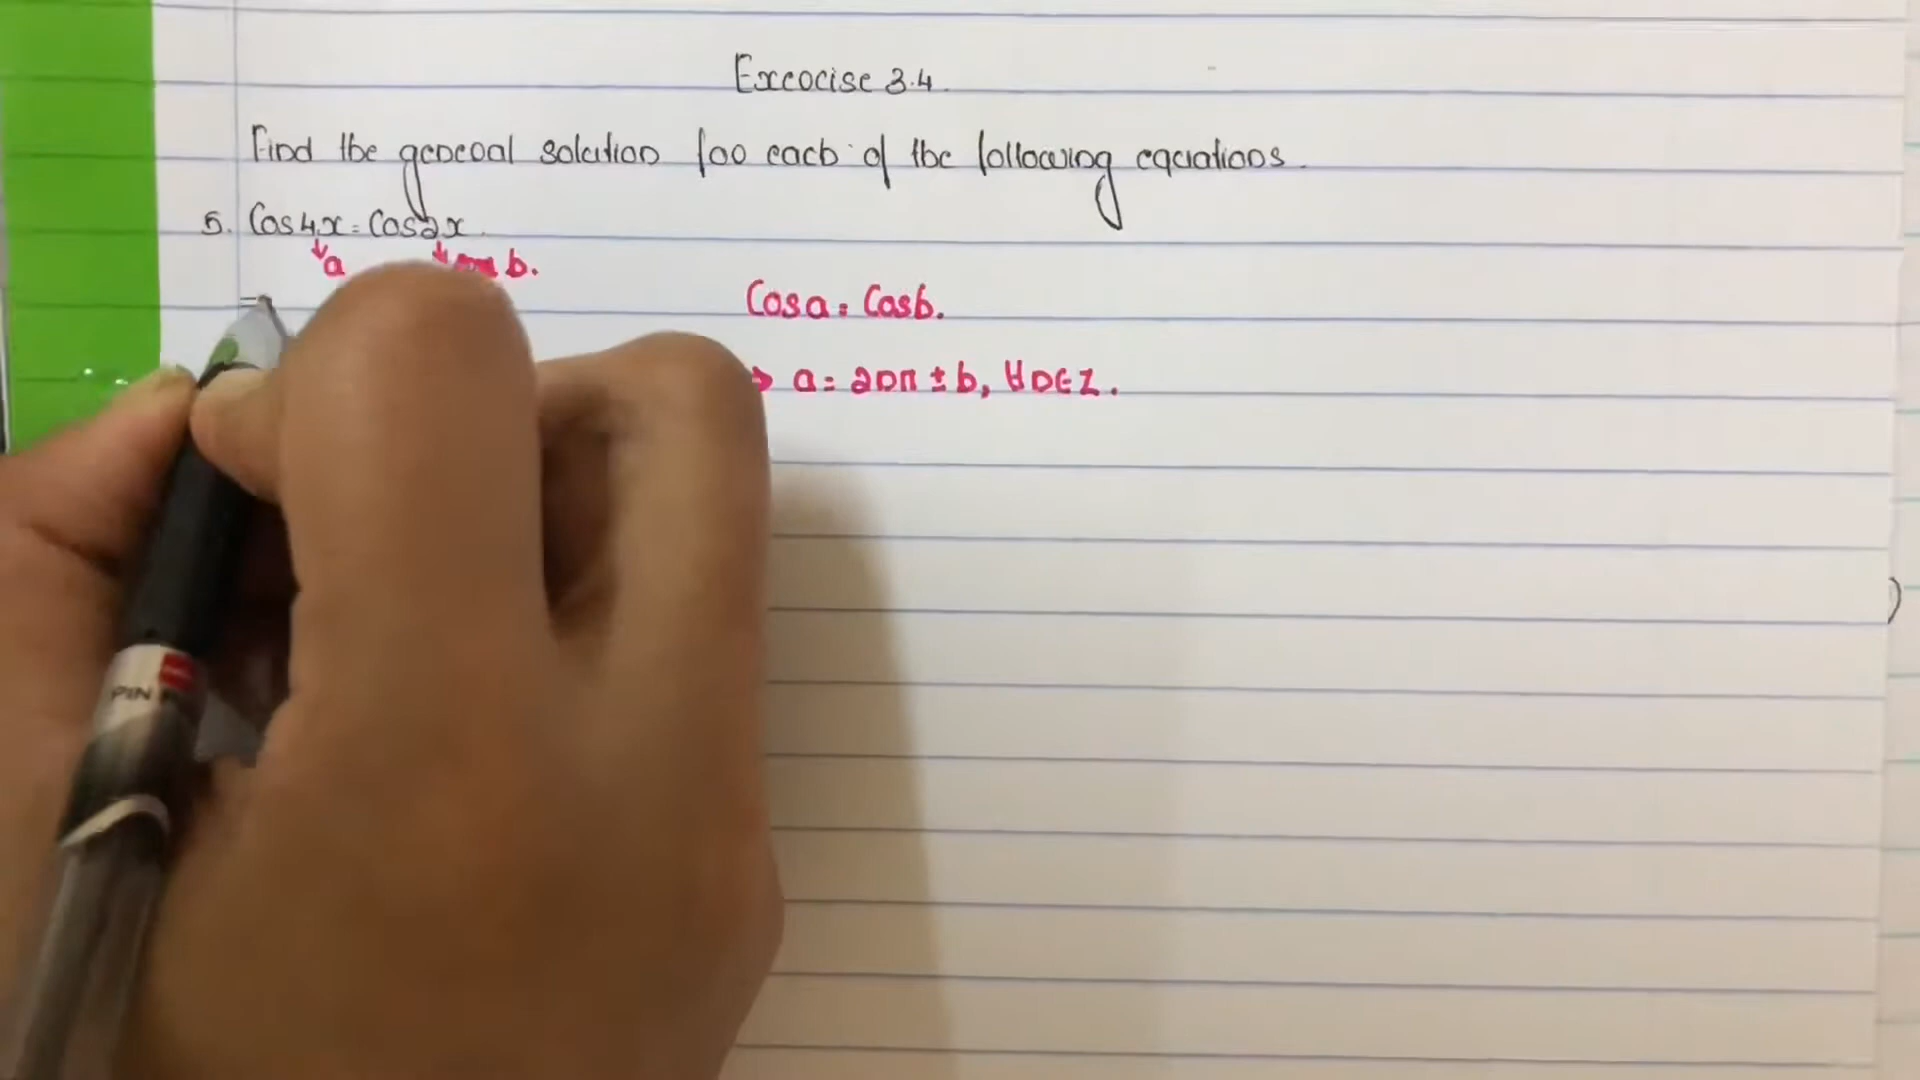 Exercise 3.4.
Find the general solution for each of the following equations.
5. Cos4x = Cos2x.
a b.
Cosa = Cosb.
⇒ a = 2nπ ± b, ∀n∈Z.
PIN